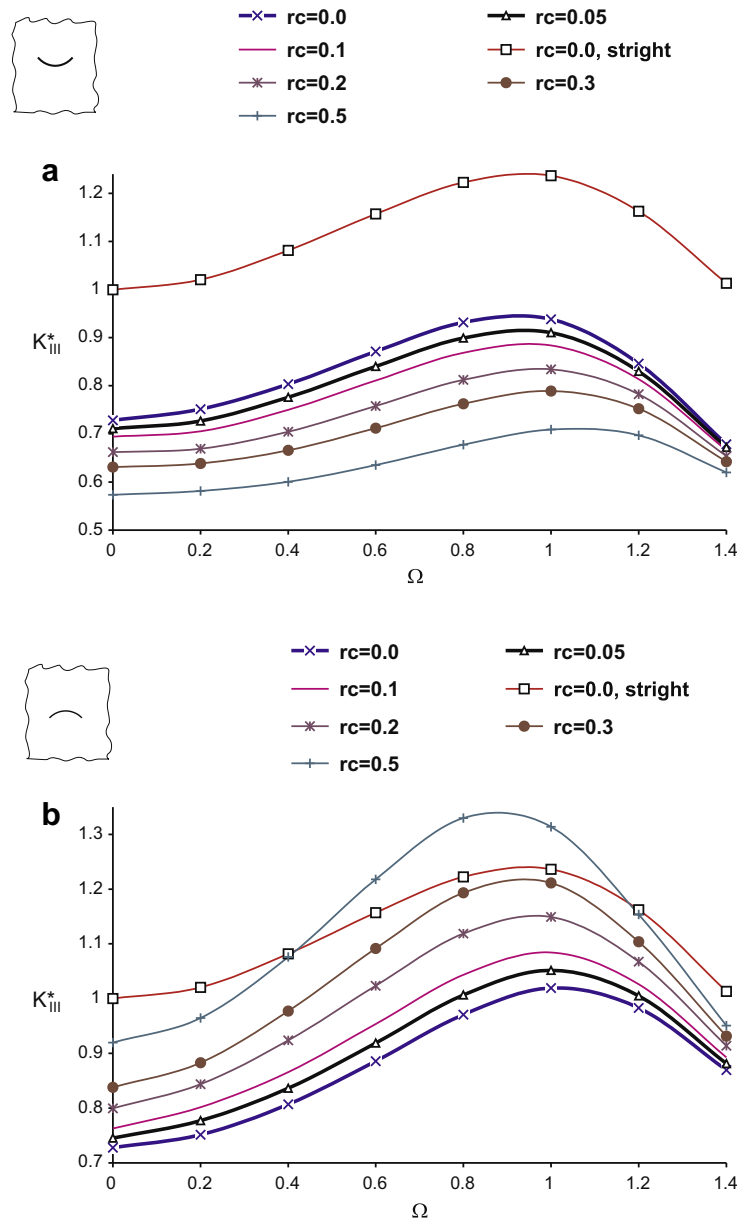 rc=0.0 rc=0.05
rc=0.1 rc=0.0, stright
rc=0.2 rc=0.3
rc=0.5
a
1.2
1.1
1
0.9
K*III
0.8
0.7
0.6
0.5
0 0.2 0.4 0.6 0.8 1 1.2 1.4
Ω
rc=0.0 rc=0.05
rc=0.1 rc=0.0, stright
rc=0.2 rc=0.3
rc=0.5
b
1.3
1.2
1.1
1
K*III
0.9
0.8
0.7
0 0.2 0.4 0.6 0.8 1 1.2 1.4
Ω